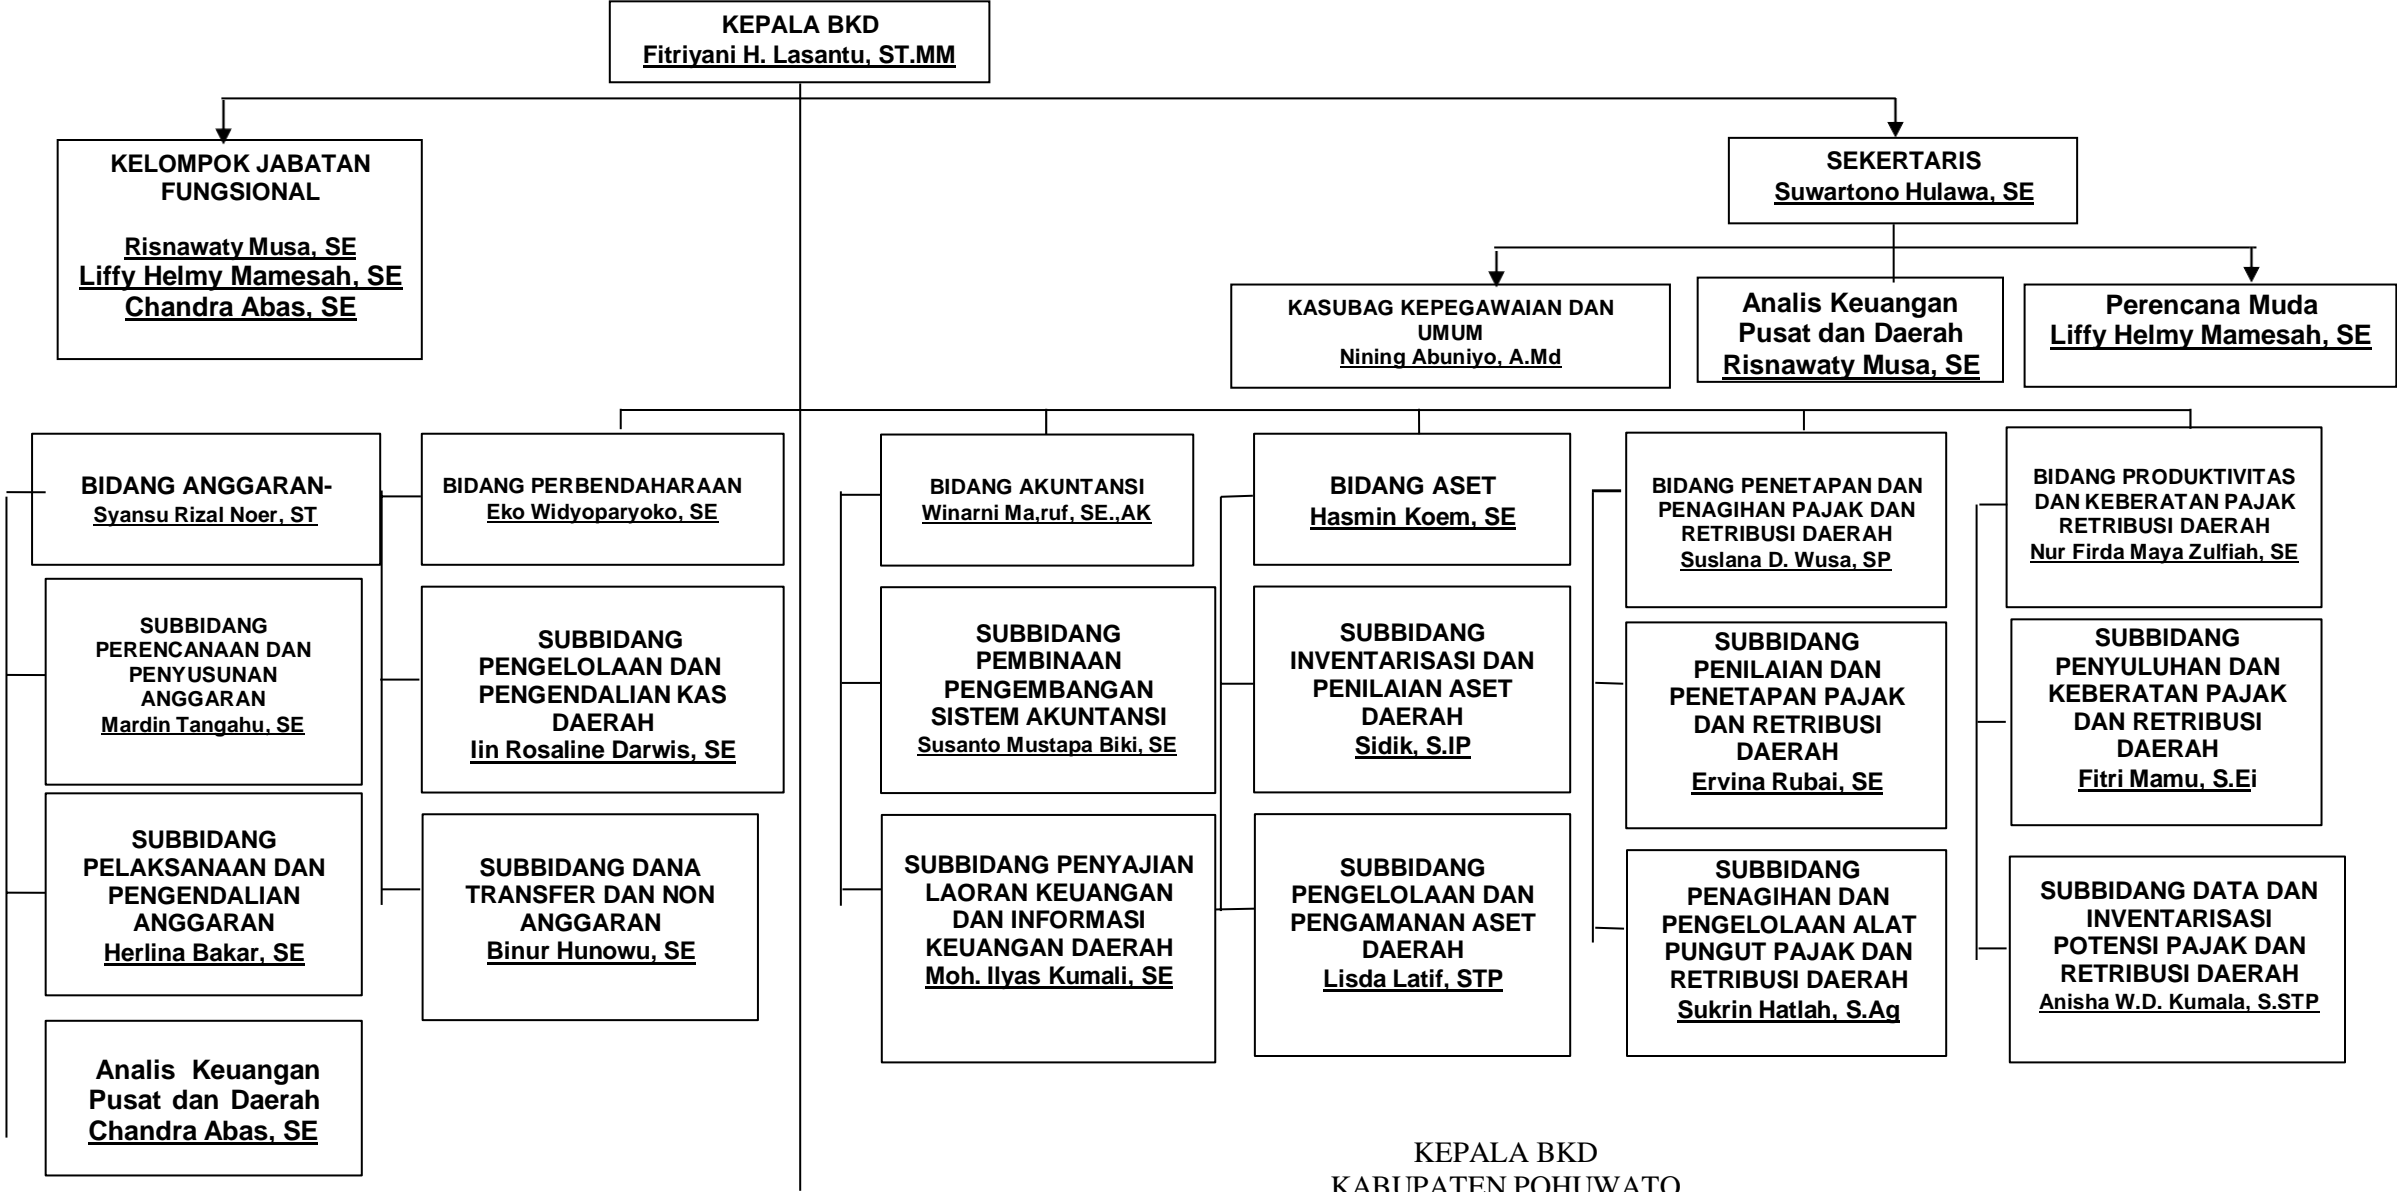 KEPALA BKD
Fitriyani H. Lasantu, ST.MM
KELOMPOK JABATAN
FUNGSIONAL
Risnawaty Musa, SE
Liffy Helmy Mamesah, SE
Chandra Abas, SE
SEKERTARIS
Suwartono Hulawa, SE
KASUBAG KEPEGAWAIAN DAN
UMUM
Nining Abuniyo, A.Md
Analis Keuangan
Pusat dan Daerah
Risnawaty Musa, SE
Perencana Muda
Liffy Helmy Mamesah, SE
BIDANG ANGGARAN-
Syansu Rizal Noer, ST
BIDANG PERBENDAHARAAN
Eko Widyoparyoko, SE
BIDANG AKUNTANSI
Winarni Ma,ruf, SE.,AK
BIDANG ASET
Hasmin Koem, SE
BIDANG PENETAPAN DAN
PENAGIHAN PAJAK DAN
RETRIBUSI DAERAH
Suslana D. Wusa, SP
BIDANG PRODUKTIVITAS
DAN KEBERATAN PAJAK
RETRIBUSI DAERAH
Nur Firda Maya Zulfiah, SE
SUBBIDANG
PERENCANAAN DAN
PENYUSUNAN
ANGGARAN
Mardin Tangahu, SE
SUBBIDANG
PENGELOLAAN DAN
PENGENDALIAN KAS
DAERAH
Iin Rosaline Darwis, SE
SUBBIDANG
PEMBINAAN
PENGEMBANGAN
SISTEM AKUNTANSI
Susanto Mustapa Biki, SE
SUBBIDANG
INVENTARISASI DAN
PENILAIAN ASET
DAERAH
Sidik, S.IP
SUBBIDANG
PENILAIAN DAN
PENETAPAN PAJAK
DAN RETRIBUSI
DAERAH
Ervina Rubai, SE
SUBBIDANG
PENYULUHAN DAN
KEBERATAN PAJAK
DAN RETRIBUSI
DAERAH
Fitri Mamu, S.Ei
SUBBIDANG
PELAKSANAAN DAN
PENGENDALIAN
ANGGARAN
Herlina Bakar, SE
SUBBIDANG DANA
TRANSFER DAN NON
ANGGARAN
Binur Hunowu, SE
SUBBIDANG PENYAJIAN
LAORAN KEUANGAN
DAN INFORMASI
KEUANGAN DAERAH
Moh. Ilyas Kumali, SE
SUBBIDANG
PENGELOLAAN DAN
PENGAMANAN ASET
DAERAH
Lisda Latif, STP
SUBBIDANG
PENAGIHAN DAN
PENGELOLAAN ALAT
PUNGUT PAJAK DAN
RETRIBUSI DAERAH
Sukrin Hatlah, S.Ag
SUBBIDANG DATA DAN
INVENTARISASI
POTENSI PAJAK DAN
RETRIBUSI DAERAH
Anisha W.D. Kumala, S.STP
Analis Keuangan
Pusat dan Daerah
Chandra Abas, SE
KEPALA BKD
KABUPATEN POHUWATO